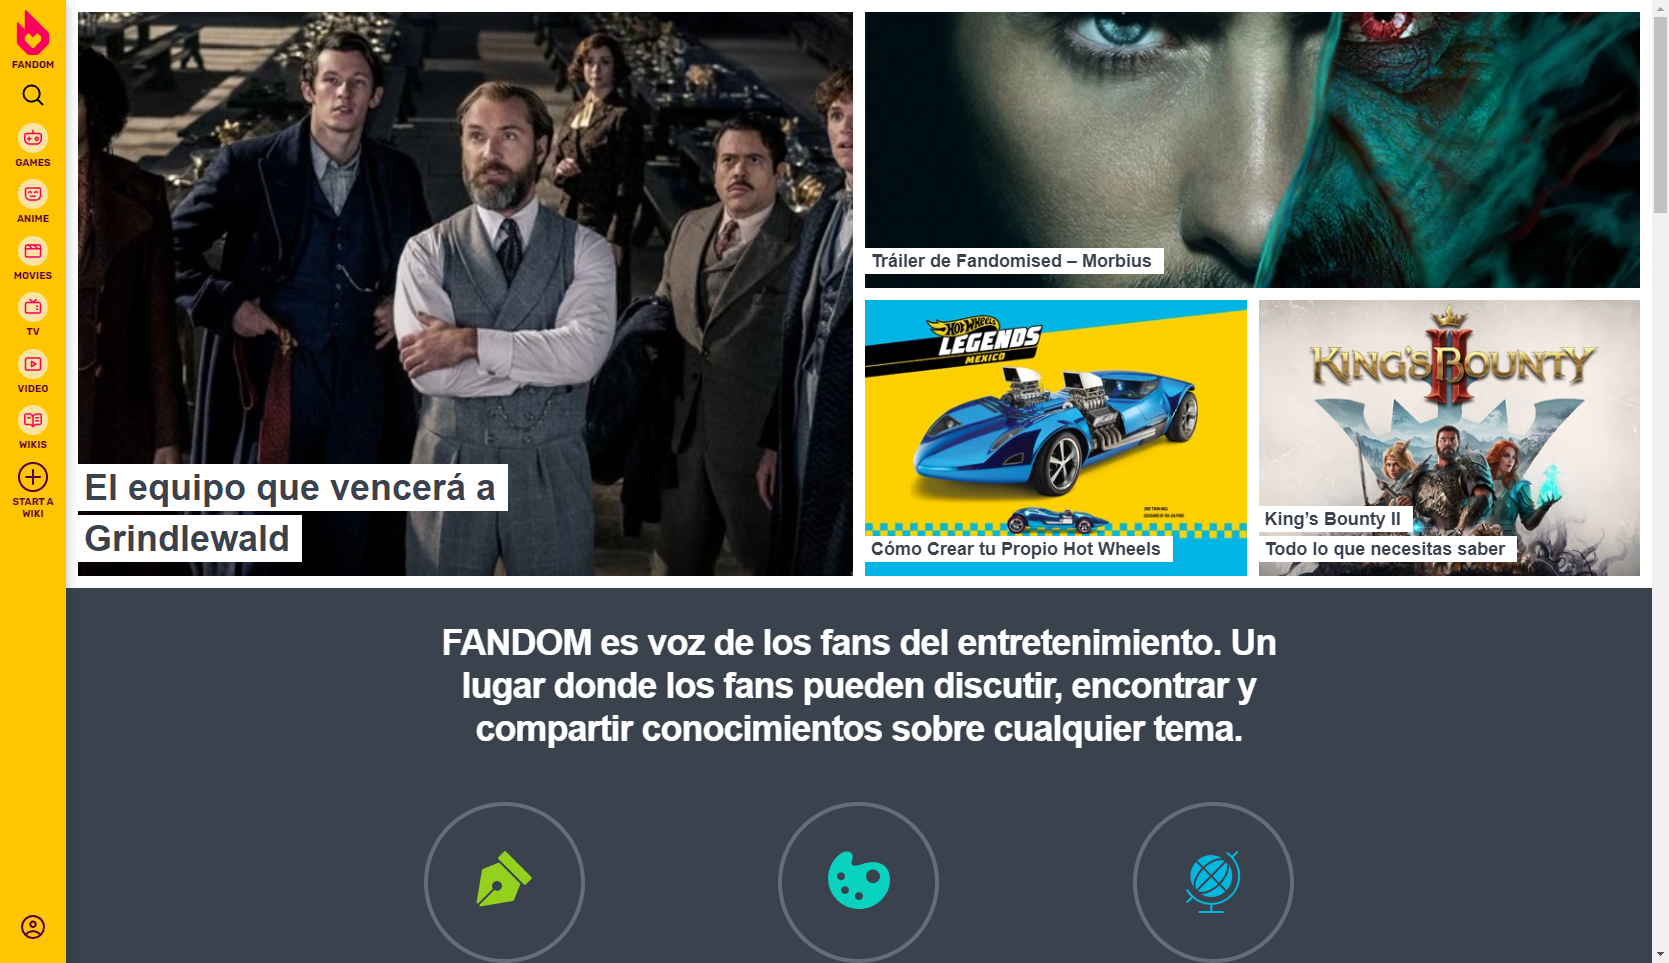 FANDOM
GAMES
ANIME
MOVIES
TV
VIDEO
WIKIS
START A
WIKI
El equipo que vencerá a
Grindlewald
Tráiler de Fandomised – Morbius
HOT WHEELS
LEGENDS
MEXICO
Cómo Crear tu Propio Hot Wheels
KING'S BOUNTY
II
King’s Bounty II
Todo lo que necesitas saber
FANDOM es voz de los fans del entretenimiento. Un
lugar donde los fans pueden discutir, encontrar y
compartir conocimientos sobre cualquier tema.